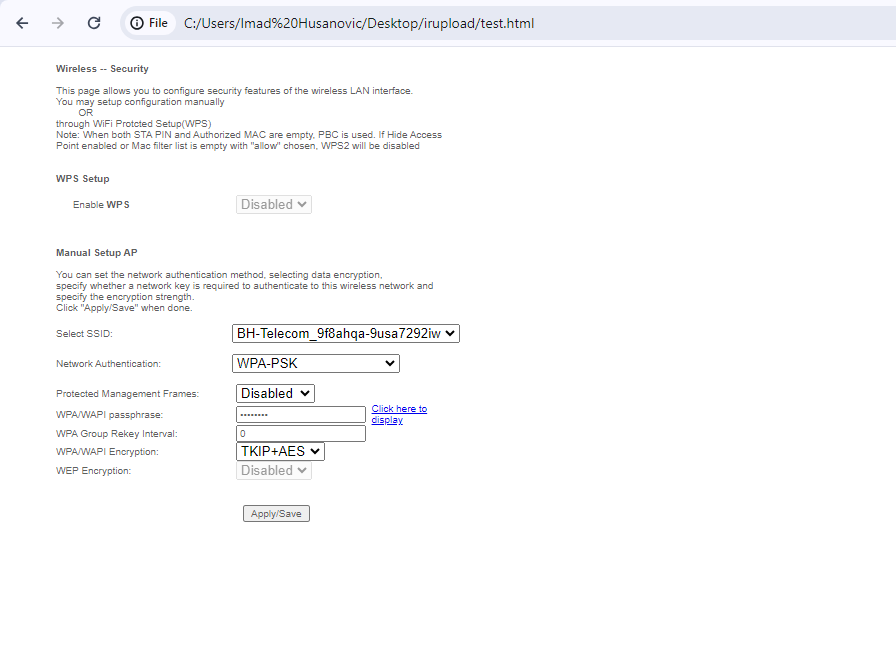 File C:/Users/Imad%20Husanovic/Desktop/irupload/test.html
Wireless -- Security
This page allows you to configure security features of the wireless LAN interface.
You may setup configuration manually
OR
through WiFi Protcted Setup(WPS)
Note: When both STA PIN and Authorized MAC are empty, PBC is used. If Hide Access
Point enabled or Mac filter list is empty with "allow" chosen, WPS2 will be disabled
WPS Setup
Enable WPS Disabled
Manual Setup AP
You can set the network authentication method, selecting data encryption,
specify whether a network key is required to authenticate to this wireless network and
specify the encryption strength.
Click "Apply/Save" when done.
Select SSID: BH-Telecom_9f8ahqa-9usa7292iw
Network Authentication: WPA-PSK
Protected Management Frames: Disabled
WPA/WAPI passphrase: •••••••• Click here to
display
WPA Group Rekey Interval: 0
WPA/WAPI Encryption: TKIP+AES
WEP Encryption: Disabled
Apply/Save